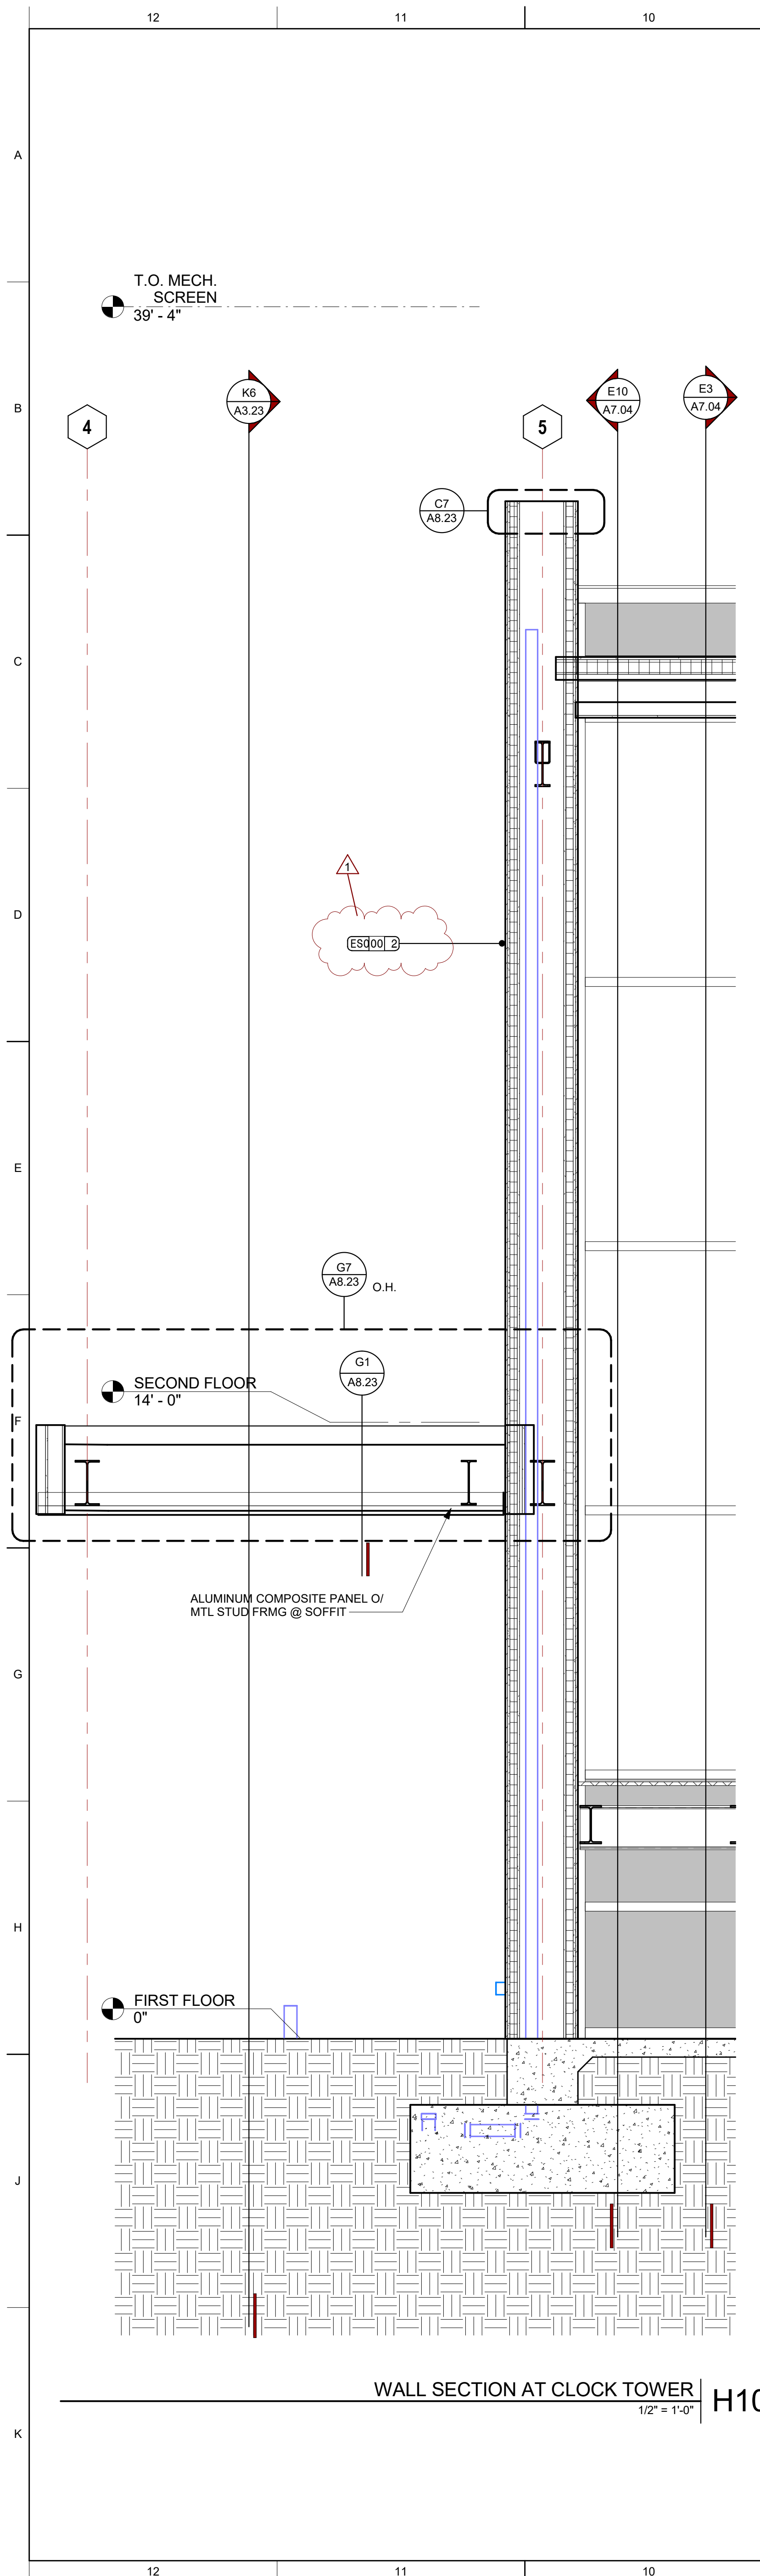 12 11 10
A
T.O. MECH.
SCREEN
39' - 4"
B
K6
A3.23
E10
A7.04
E3
A7.04
4
5
C7
A8.23
C
1
D
2
E
G7
A8.23
O.H.
G1
A8.23
SECOND FLOOR
14' - 0"
F
ALUMINUM COMPOSITE PANEL O/
MTL STUD FRMG @ SOFFIT
G
H
FIRST FLOOR
0"
J
WALL SECTION AT CLOCK TOWER
1/2" = 1'-0"
K
12 11 10